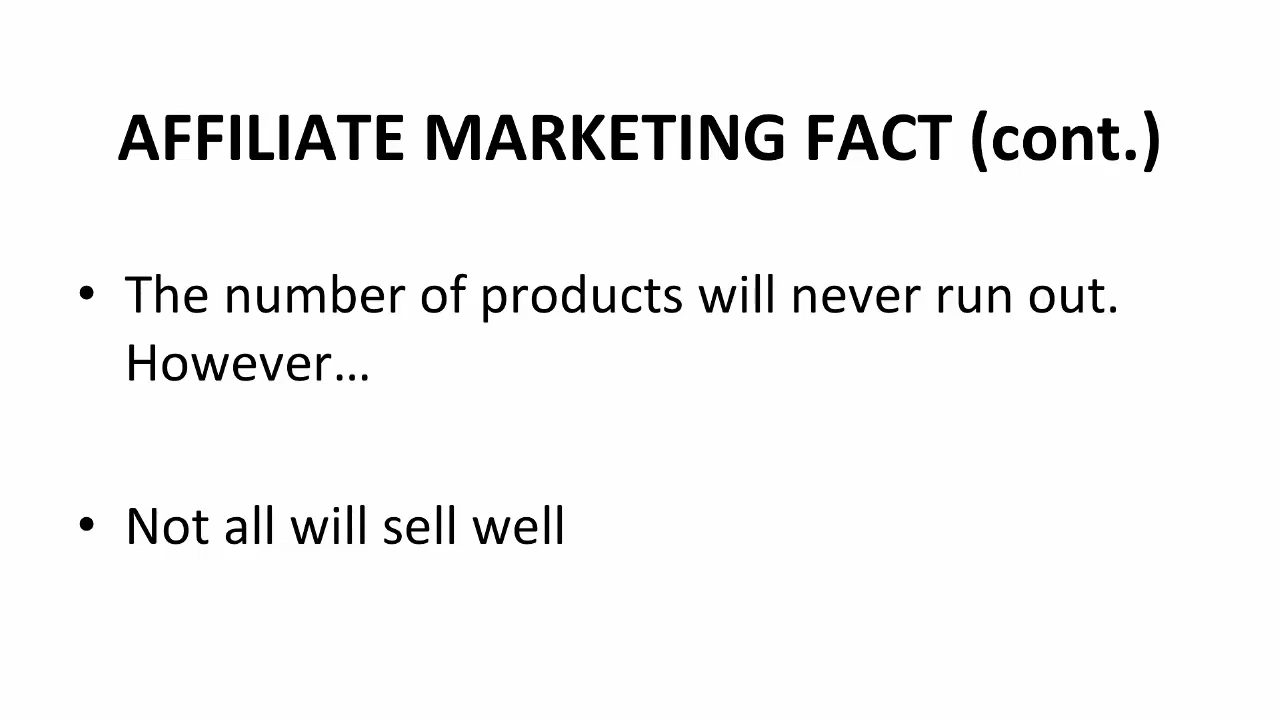 AFFILIATE MARKETING FACT (cont.)
• The number of products will never run out.
However…
• Not all will sell well